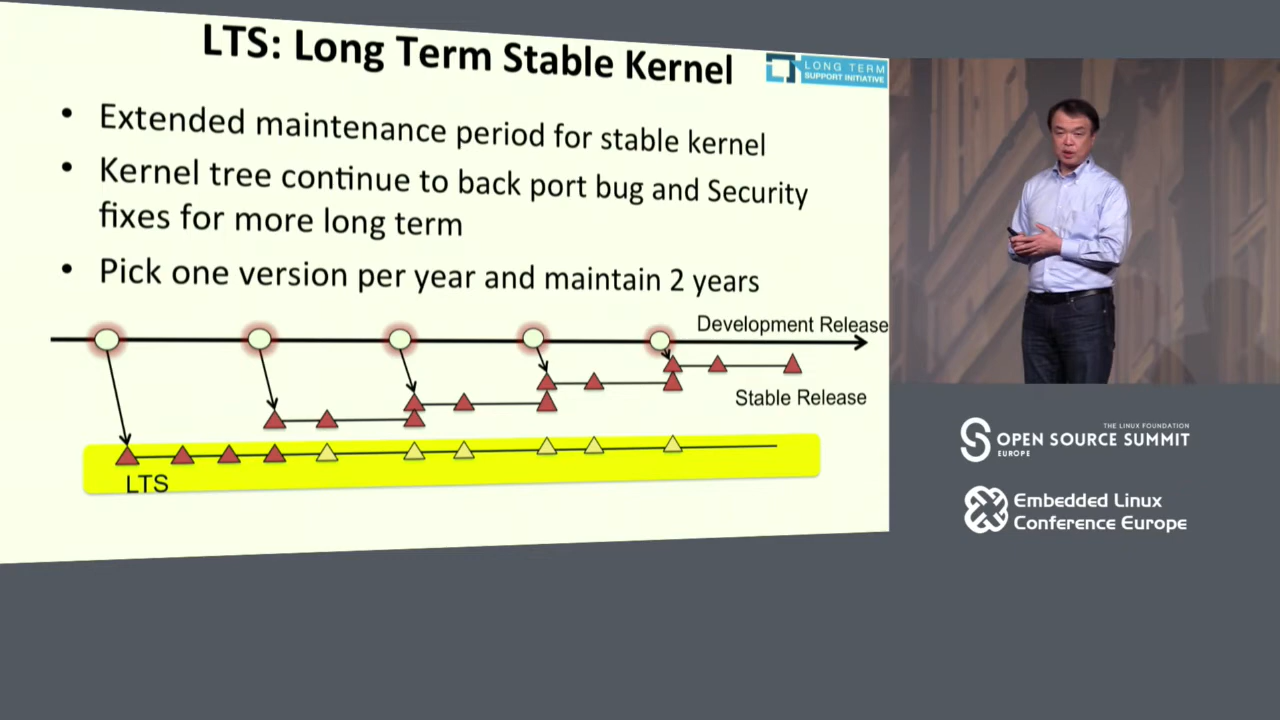 LTS: Long Term Stable Kernel
LONG TERM
SUPPORT INITIATIVE
• Extended maintenance period for stable kernel
• Kernel tree continue to back port bug and Security
fixes for more long term
• Pick one version per year and maintain 2 years
Development Release
Stable Release
LTS
THE LINUX FOUNDATION
OPEN SOURCE SUMMIT
EUROPE
Embedded Linux
Conference Europe